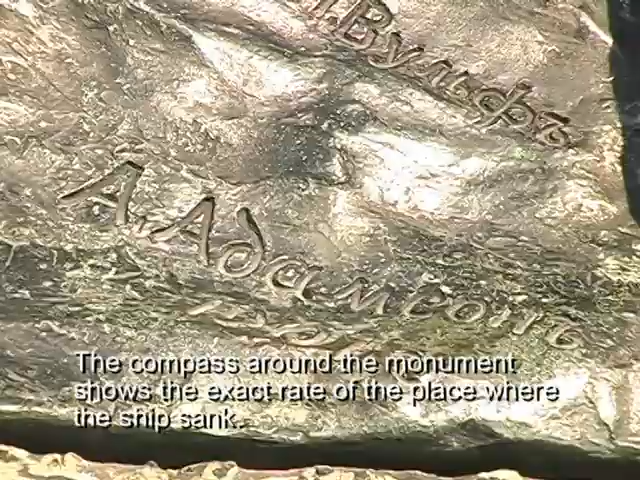 Вульфъ
А. Адамсонъ
The compass around the monument
shows the exact rate of the place where
the ship sank.